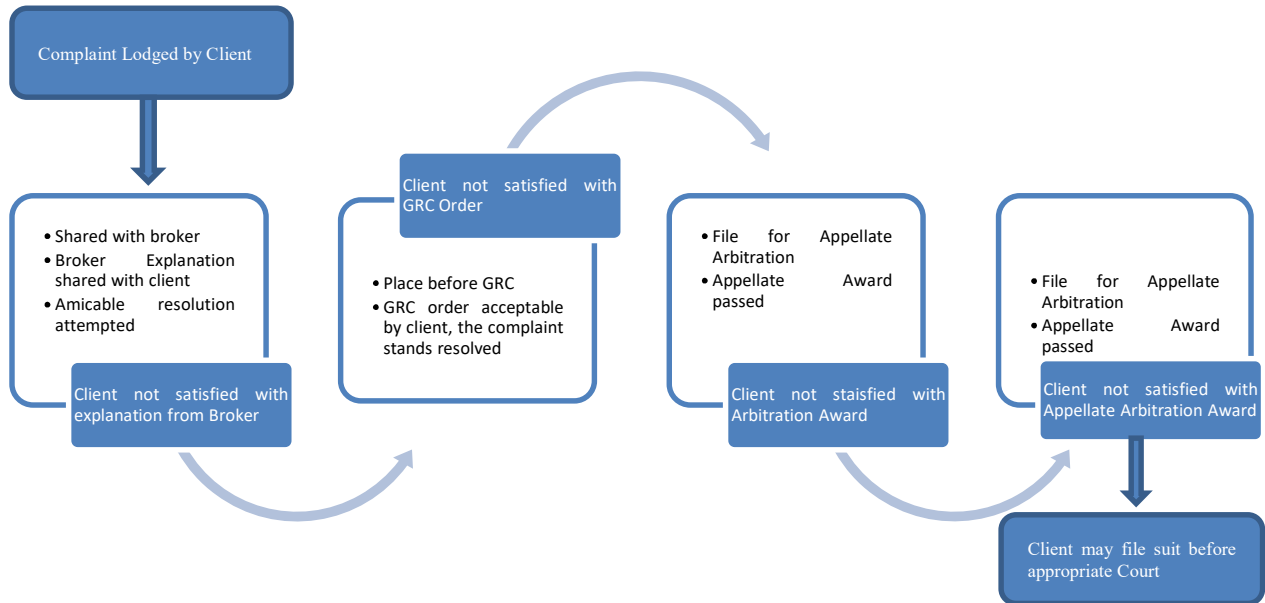 Complaint Lodged by Client
• Shared with broker
• Broker Explanation
shared with client
• Amicable resolution
attempted
Client not satisfied with
explanation from Broker
Client not satisfied with
GRC Order
• Place before GRC
• GRC order acceptable
by client, the complaint
stands resolved
• File for Appellate
Arbitration
• Appellate Award
passed
Client not staisfied with
Arbitration Award
• File for Appellate
Arbitration
• Appellate Award
passed
Client not satisfied with
Appellate Arbitration Award
Client may file suit before
appropriate Court